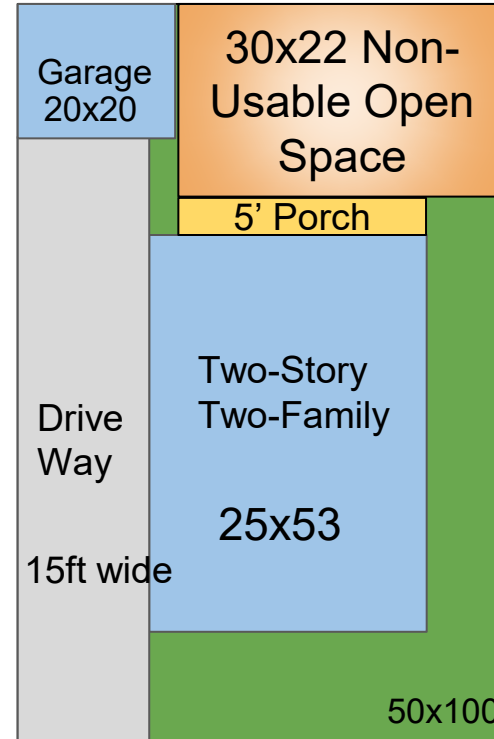 Garage
20x20
30x22 Non-
Usable Open
Space
5’ Porch
Two-Story
Two-Family
25x53
Drive
Way
15ft wide
50x100